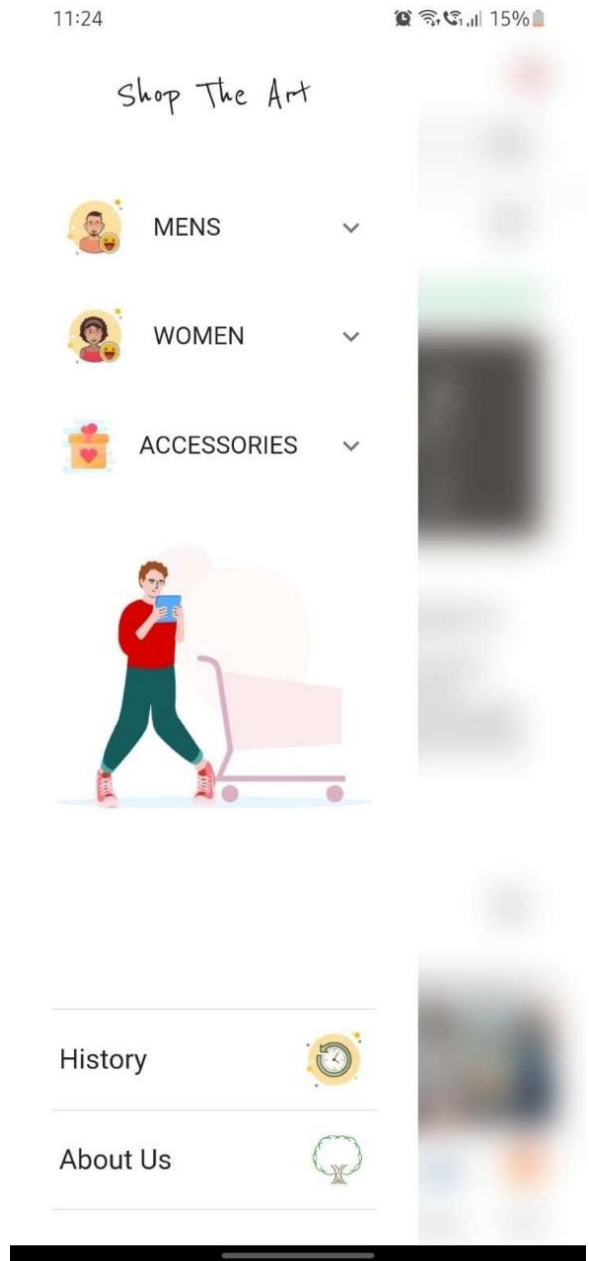 11:24 15%
Shop The Art
MENS
WOMEN
ACCESSORIES
History
About Us